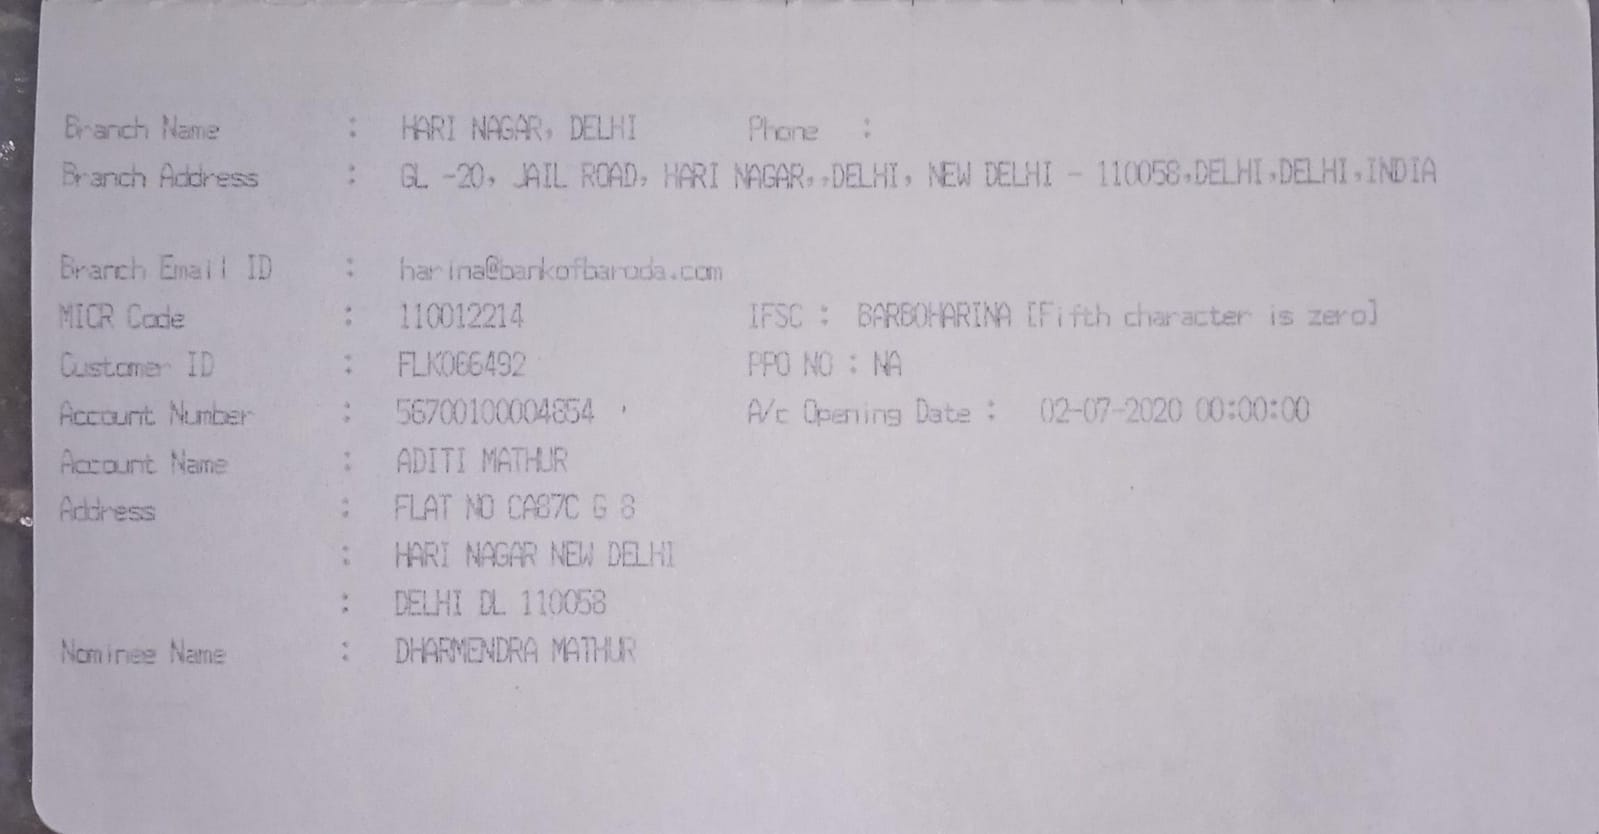 Branch Name : HARI NAGAR, DELHI Phone :
Branch Address : GL -20, JAIL ROAD, HARI NAGAR,,DELHI, NEW DELHI - 110058,DELHI,DELHI,INDIA
Branch Email ID : harina@bankofbaroda.com
MICR Code : 110012214 IFSC : BARB0HARINA [Fifth character is zero]
Customer ID : FLK066492 PPO NO : NA
Account Number : 56700100004854 A/c Opening Date : 02-07-2020 00:00:00
Account Name : ADITI MATHUR
Address : FLAT NO CA87C G 8
: HARI NAGAR NEW DELHI
: DELHI DL 110058
Nominee Name : DHARMENDRA MATHUR